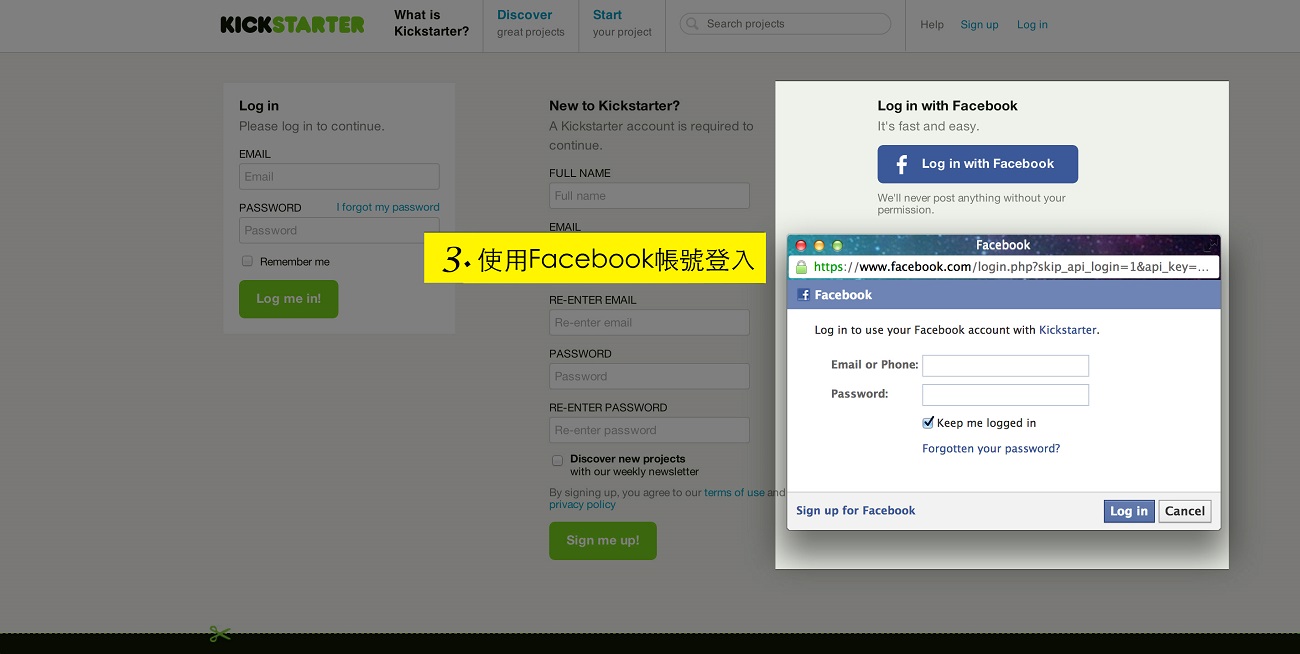 KICKSTARTER
What is
Kickstarter?
Discover
great projects
Start
your project
Search projects
Help
Sign up
Log in
Log in
Please log in to continue.
EMAIL
Email
PASSWORD
I forgot my password
Password
Remember me
Log me in!
New to Kickstarter?
A Kickstarter account is required to
continue.
FULL NAME
Full name
EMAIL
3. 使用Facebook帳號登入
RE-ENTER EMAIL
Re-enter email
PASSWORD
Password
RE-ENTER PASSWORD
Re-enter password
Discover new projects
with our weekly newsletter
By signing up, you agree to our terms of use and
privacy policy
Sign me up!
Log in with Facebook
It's fast and easy.
f Log in with Facebook
We'll never post anything without your
permission.
Facebook
https://www.facebook.com/login.php?skip_api_login=1&api_key=...
f Facebook
Log in to use your Facebook account with Kickstarter.
Email or Phone:
Password:
Keep me logged in
Forgotten your password?
Sign up for Facebook
Log in
Cancel